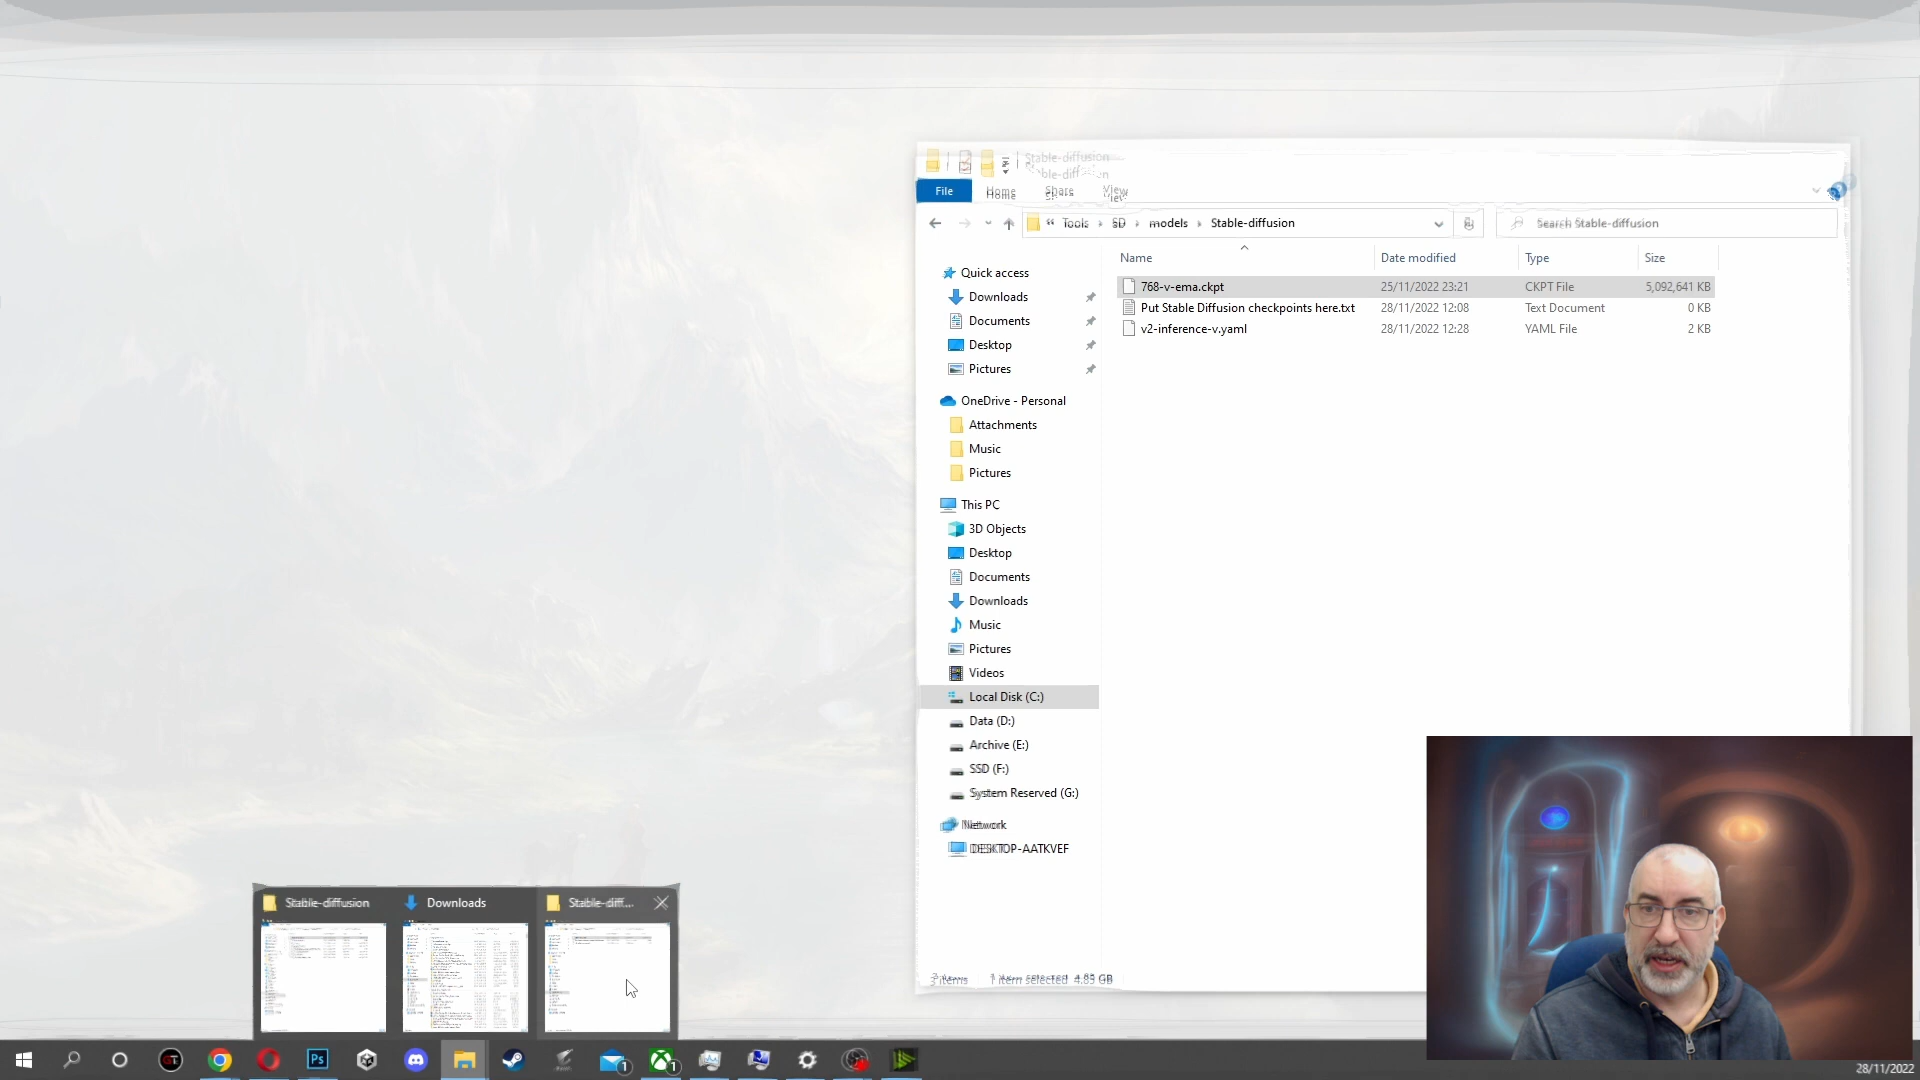 Stable-diffusion
File
Home
Share
View
Tools
SD
models
Stable-diffusion
Search Stable-diffusion
Name
Date modified
Type
Size
768-v-ema.ckpt
25/11/2022 23:21
CKPT File
5,092,641 KB
Put Stable Diffusion checkpoints here.txt
28/11/2022 12:08
Text Document
0 KB
v2-inference-v.yaml
28/11/2022 12:28
YAML File
2 KB
Quick access
Downloads
Documents
Desktop
Pictures
OneDrive - Personal
Attachments
Music
Pictures
This PC
3D Objects
Desktop
Documents
Downloads
Music
Pictures
Videos
Local Disk (C:)
Data (D:)
Archive (E:)
SSD (F:)
System Reserved (G:)
Network
DESKTOP-AATKVEF
items
1 item selected 4.85 GB
Stable-diffusion
Downloads
Stable-diff...
Ps
1
1
28/11/2022